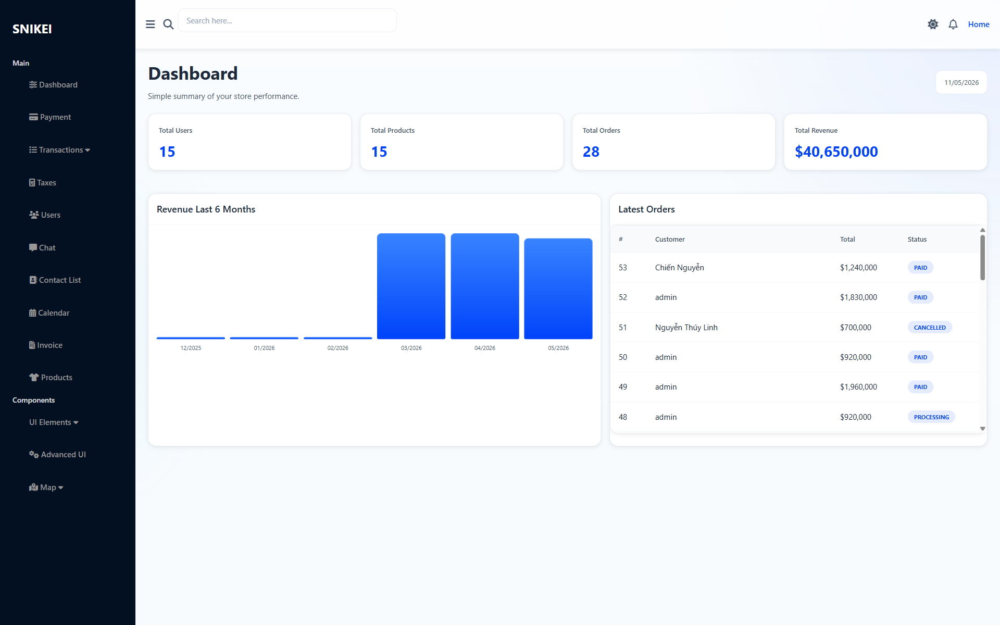 SNIKEI
Main
Dashboard
Payment
Transactions
Taxes
Users
Chat
Contact List
Calendar
Invoice
Products
Components
UI Elements
Advanced UI
Map
Search here...
Home
Dashboard
Simple summary of your store performance.
11/05/2026
Total Users
15
Total Products
15
Total Orders
28
Total Revenue
$40,650,000
Revenue Last 6 Months
12/2025 01/2026 02/2026 03/2026 04/2026 05/2026
Latest Orders
# Customer Total Status
53 Chiến Nguyễn $1,240,000 PAID
52 admin $1,830,000 PAID
51 Nguyễn Thúy Linh $700,000 CANCELLED
50 admin $920,000 PAID
49 admin $1,960,000 PAID
48 admin $920,000 PROCESSING